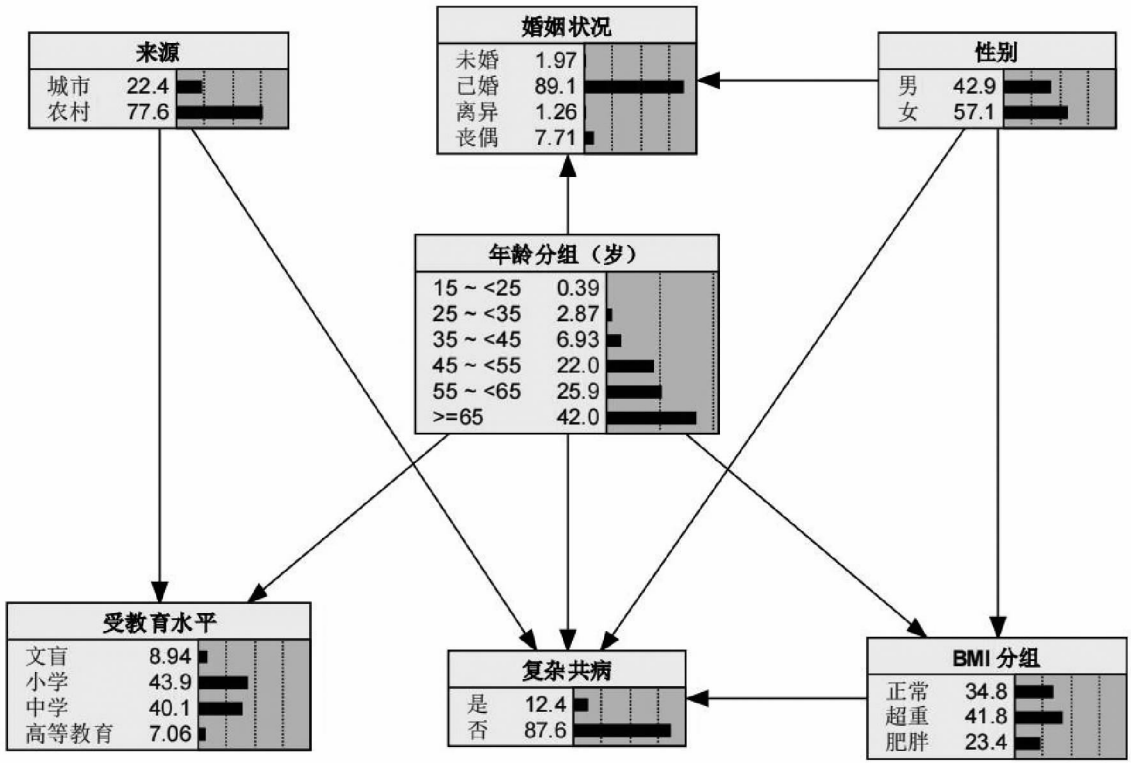 来源
城市 22.4
农村 77.6
婚姻状况
未婚 1.97
己婚 89.1
离异 1.26
丧偶 7.71
性别
男 42.9
女 57.1
年龄分组（岁）
15 ~ <25 0.39
25 ~ <35 2.87
35 ~ <45 6.93
45 ~ <55 22.0
55 ~ <65 25.9
>=65 42.0
受教育水平
文盲 8.94
小学 43.9
中学 40.1
高等教育 7.06
复杂共病
是 12.4
否 87.6
BMI 分组
正常 34.8
超重 41.8
肥胖 23.4